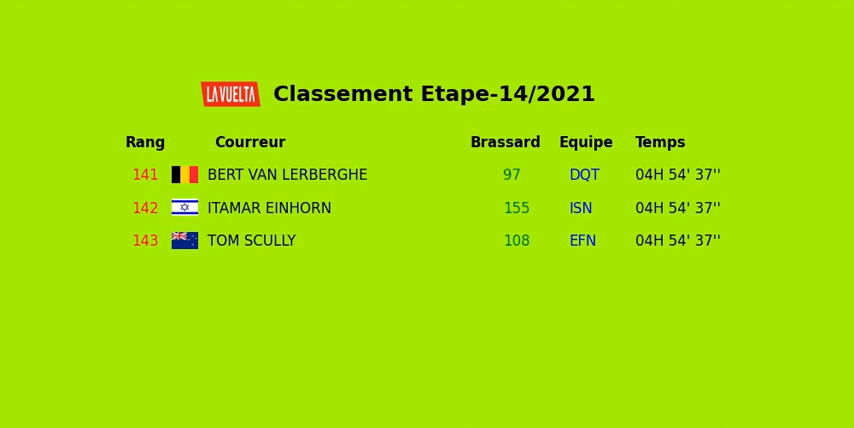 LA VUELTA Classement Etape-14/2021
Rang Courreur Brassard Equipe Temps
141 BERT VAN LERBERGHE 97 DQT 04H 54' 37''
142 ITAMAR EINHORN 155 ISN 04H 54' 37''
143 TOM SCULLY 108 EFN 04H 54' 37''